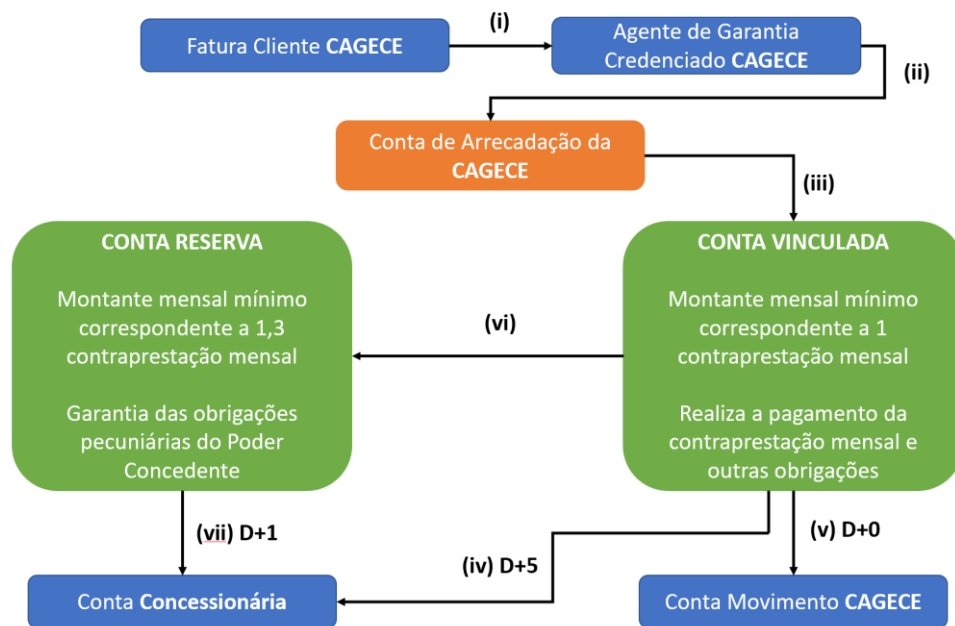 (i)
Fatura Cliente CAGECE
Agente de Garantia
Credenciado CAGECE
(ii)
Conta de Arrecadação da
CAGECE
(iii)
CONTA RESERVA
Montante mensal mínimo
correspondente a 1,3
contraprestação mensal
Garantia das obrigações
pecuniárias do Poder
Concedente
(vi)
CONTA VINCULADA
Montante mensal mínimo
correspondente a 1
contraprestação mensal
Realiza a pagamento da
contraprestação mensal e
outras obrigações
(vii) D+1
(iv) D+5
(v) D+0
Conta Concessionária
Conta Movimento CAGECE